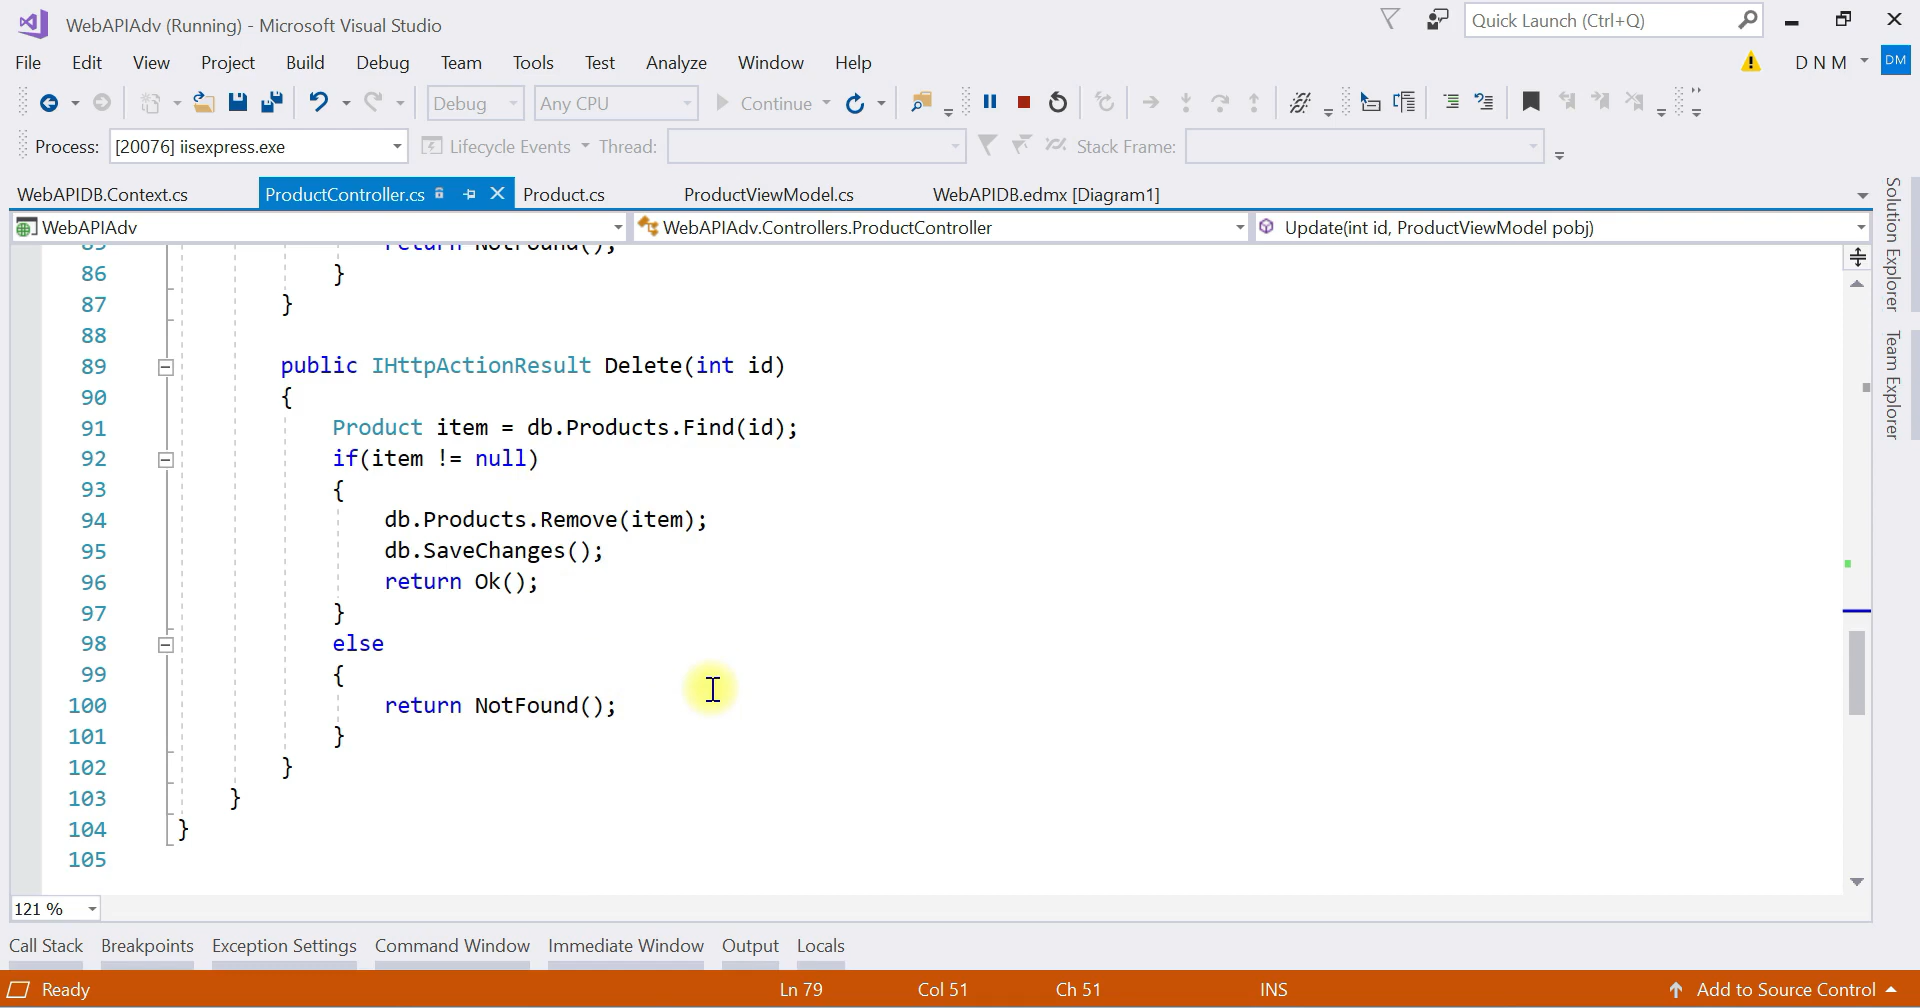 WebAPIAdv (Running) - Microsoft Visual Studio
Quick Launch (Ctrl+Q)
File Edit View Project Build Debug Team Tools Test Analyze Window Help
D N M DM
Debug Any CPU Continue
Process: [20076] iisexpress.exe Lifecycle Events Thread: Stack Frame:
WebAPIDB.Context.cs ProductController.cs Product.cs ProductViewModel.cs WebAPIDB.edmx [Diagram1]
WebAPIAdv WebAPIAdv.Controllers.ProductController Update(int id, ProductViewModel pobj)
Solution Explorer
Team Explorer
85 return NotFound();
86 }
87 }
88
89 public IHttpActionResult Delete(int id)
90 {
91 Product item = db.Products.Find(id);
92 if(item != null)
93 {
94 db.Products.Remove(item);
95 db.SaveChanges();
96 return Ok();
97 }
98 else
99 {
100 return NotFound();
101 }
102 }
103 }
104 }
105
121 %
Call Stack Breakpoints Exception Settings Command Window Immediate Window Output Locals
Ready Ln 79 Col 51 Ch 51 INS Add to Source Control